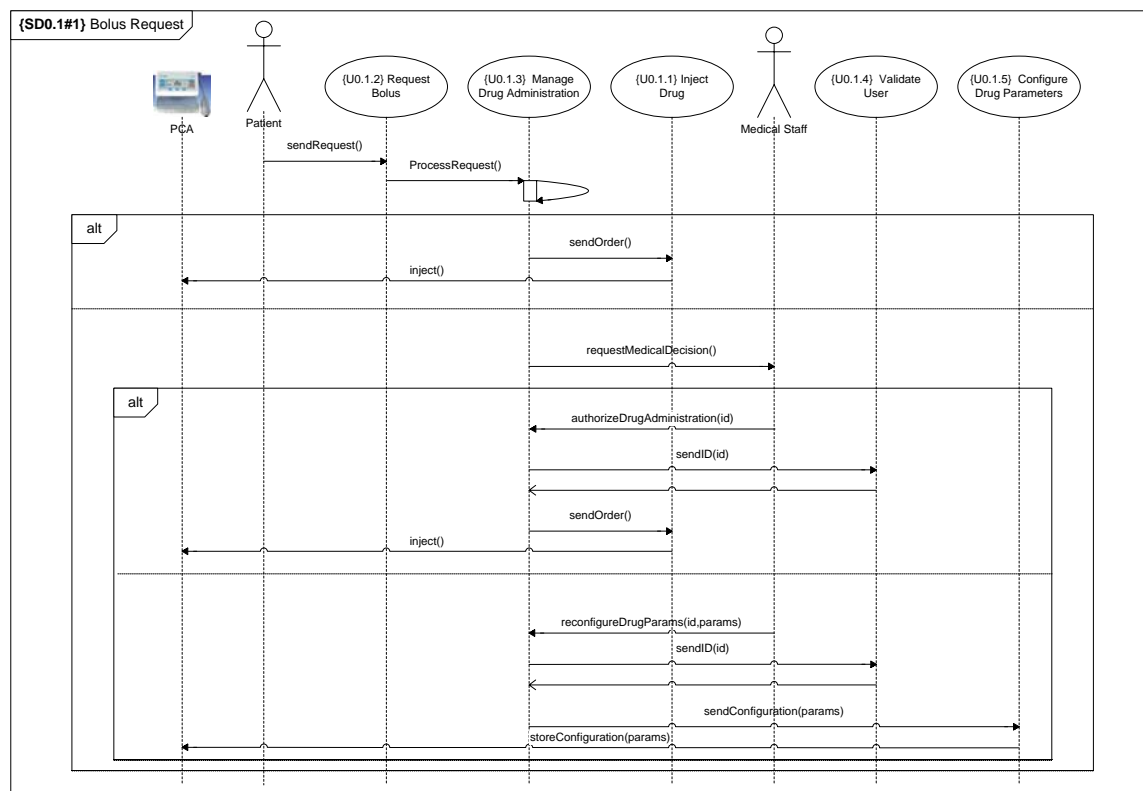 {SD0.1#1} Bolus Request
{U0.1.2} Request
Bolus
{U0.1.3} Manage
Drug Administration
{U0.1.1} Inject
Drug
{U0.1.4} Validate
User
{U0.1.5} Configure
Drug Parameters
PCA
Patient
Medical Staff
sendRequest()
ProcessRequest()
alt
sendOrder()
inject()
requestMedicalDecision()
alt
authorizeDrugAdministration(id)
sendID(id)
sendOrder()
inject()
reconfigureDrugParams(id,params)
sendID(id)
sendConfiguration(params)
storeConfiguration(params)